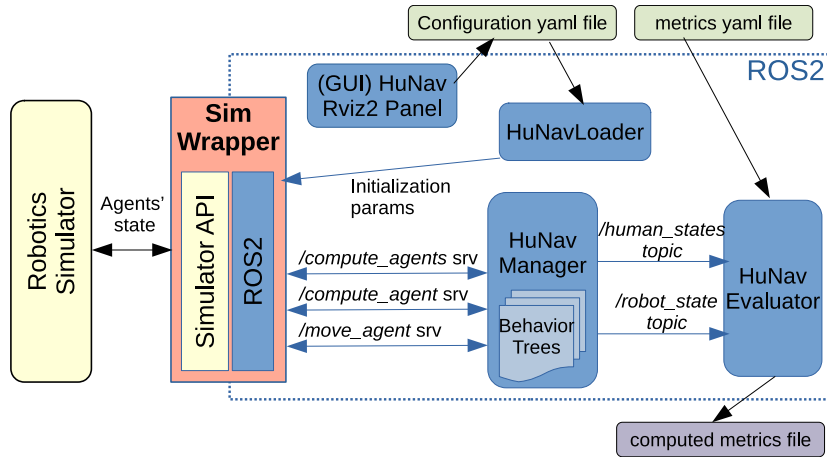 Configuration yaml file
metrics yaml file
ROS2
(GUI) HuNav
Rviz2 Panel
Sim
Wrapper
HuNavLoader
Robotics
Simulator
Agents'
state
Simulator API
ROS2
Initialization
params
/compute_agents srv
/compute_agent srv
/move_agent srv
HuNav
Manager
Behavior
Trees
/human_states
topic
/robot_state
topic
HuNav
Evaluator
computed metrics file